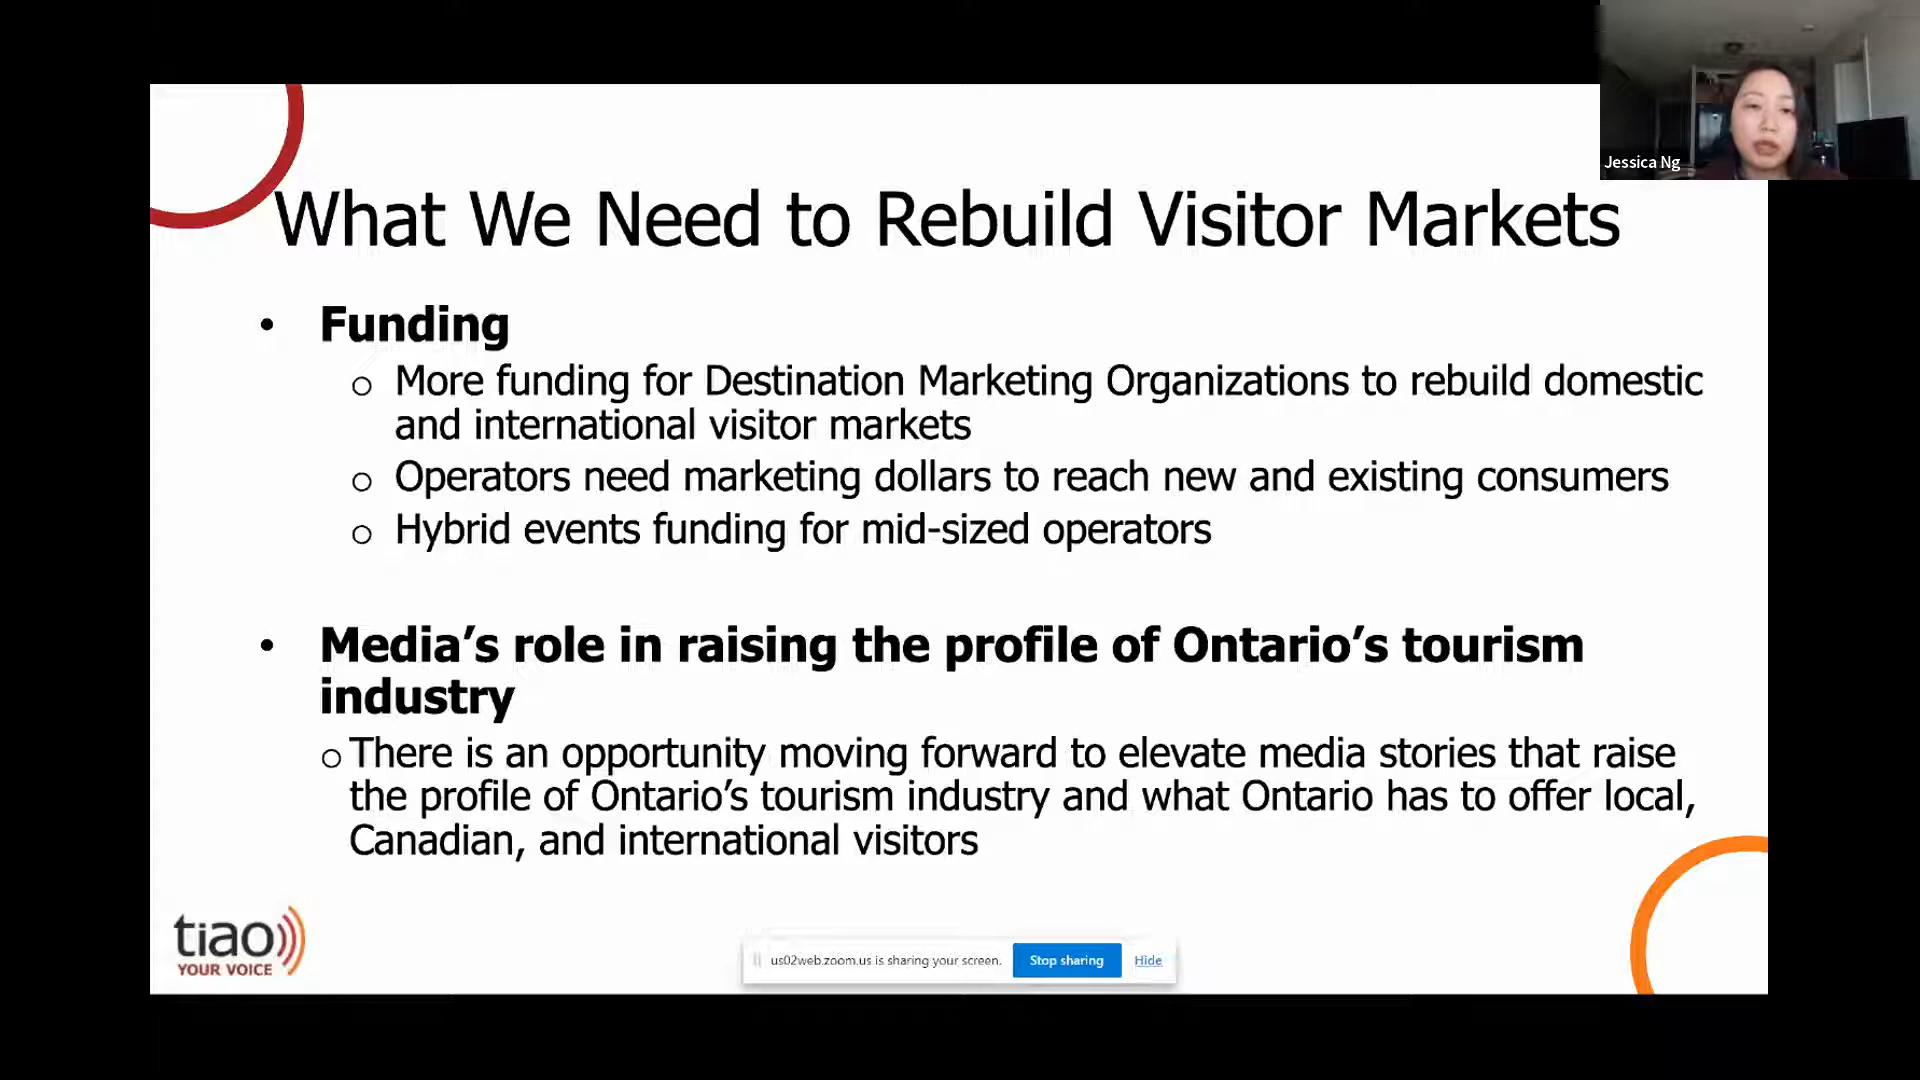 Jessica Ng
What We Need to Rebuild Visitor Markets
• Funding
o More funding for Destination Marketing Organizations to rebuild domestic
and international visitor markets
o Operators need marketing dollars to reach new and existing consumers
o Hybrid events funding for mid-sized operators
• Media’s role in raising the profile of Ontario’s tourism
industry
o There is an opportunity moving forward to elevate media stories that raise
the profile of Ontario’s tourism industry and what Ontario has to offer local,
Canadian, and international visitors
tiao
YOUR VOICE
us02web.zoom.us is sharing your screen. Stop sharing Hide